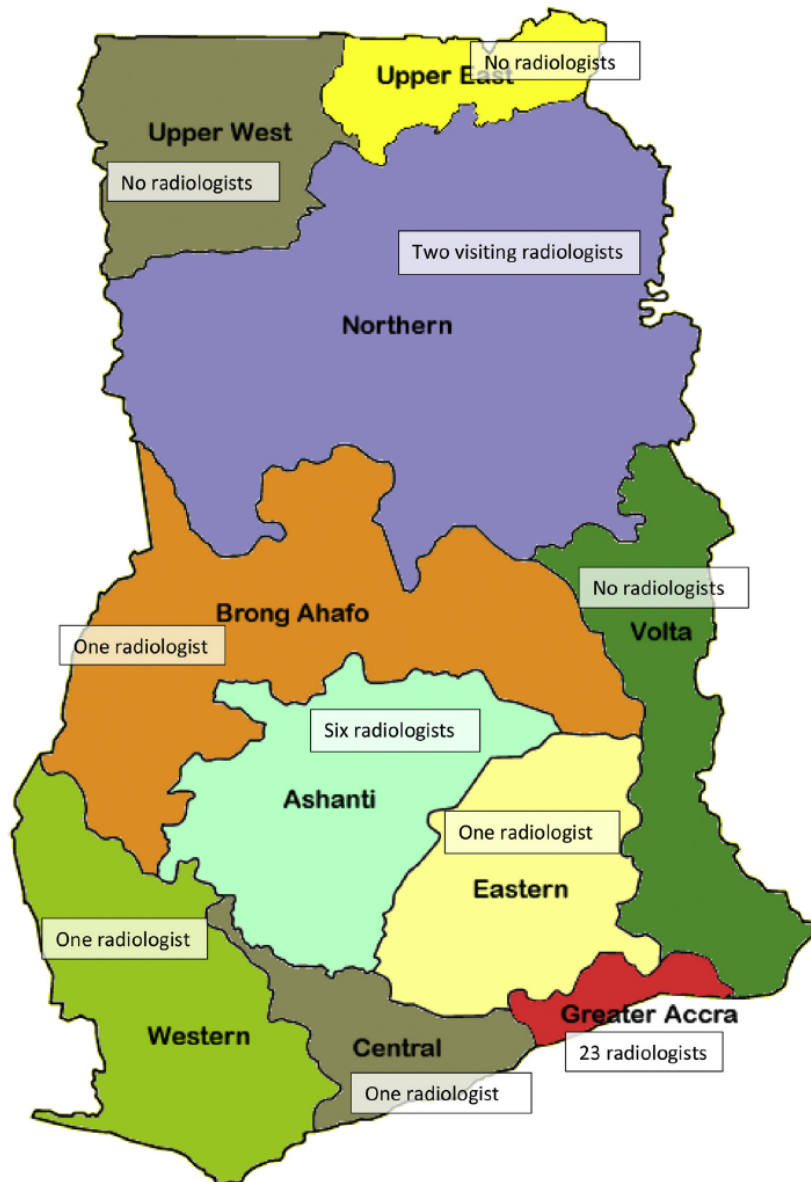 No radiologists
Upper East
Upper West
No radiologists
Two visiting radiologists
Northern
No radiologists
Brong Ahafo
Volta
One radiologist
Six radiologists
Ashanti
One radiologist
Eastern
One radiologist
Greater Accra
Western
Central
23 radiologists
One radiologist